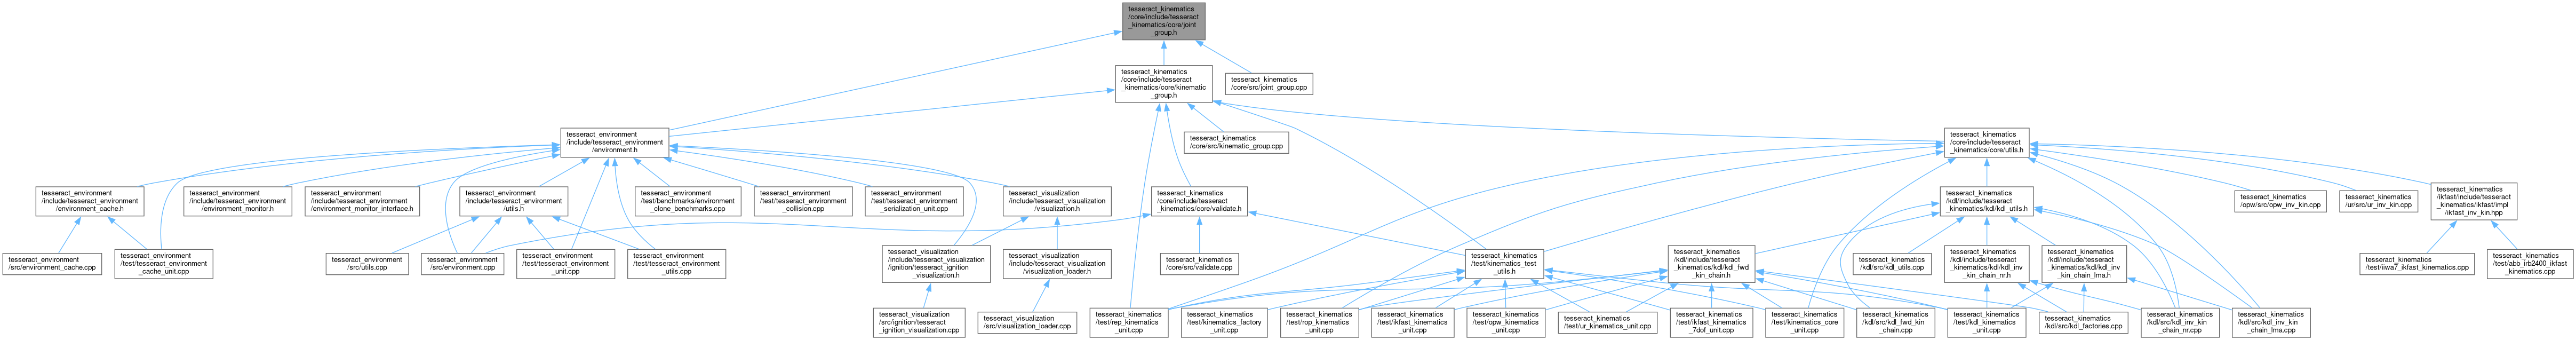 tesseract_kinematics
/core/include/tesseract
_kinematics/core/joint
_group.h
tesseract_kinematics
/core/include/tesseract
_kinematics/core/kinematic
_group.h
tesseract_kinematics
/core/src/joint_group.cpp
tesseract_environment
/include/tesseract_environment
/environment.h
tesseract_kinematics
/core/src/kinematic_group.cpp
tesseract_kinematics
/core/include/tesseract
_kinematics/core/utils.h
tesseract_environment
/include/tesseract_environment
/environment_cache.h
tesseract_environment
/include/tesseract_environment
/environment_monitor.h
tesseract_environment
/include/tesseract_environment
/environment_monitor_interface.h
tesseract_environment
/include/tesseract_environment
/utils.h
tesseract_environment
/test/benchmarks/environment
_clone_benchmarks.cpp
tesseract_environment
/test/tesseract_environment
_collision.cpp
tesseract_environment
/test/tesseract_environment
_serialization_unit.cpp
tesseract_visualization
/include/tesseract_visualization
/visualization.h
tesseract_kinematics
/core/include/tesseract
_kinematics/core/validate.h
tesseract_kinematics
/kdl/include/tesseract
_kinematics/kdl/kdl_utils.h
tesseract_kinematics
/opw/src/opw_inv_kin.cpp
tesseract_kinematics
/ur/src/ur_inv_kin.cpp
tesseract_kinematics
/ikfast/include/tesseract
_kinematics/ikfast/impl
/ikfast_inv_kin.hpp
tesseract_environment
/src/environment_cache.cpp
tesseract_environment
/test/tesseract_environment
_cache_unit.cpp
tesseract_environment
/src/utils.cpp
tesseract_environment
/src/environment.cpp
tesseract_environment
/test/tesseract_environment
_unit.cpp
tesseract_environment
/test/tesseract_environment
_utils.cpp
tesseract_visualization
/include/tesseract_visualization
/ignition/tesseract_ignition
_visualization.h
tesseract_visualization
/include/tesseract_visualization
/visualization_loader.h
tesseract_kinematics
/core/src/validate.cpp
tesseract_kinematics
/test/kinematics_test
_utils.h
tesseract_kinematics
/kdl/include/tesseract
_kinematics/kdl/kdl_fwd
_kin_chain.h
tesseract_kinematics
/kdl/src/kdl_utils.cpp
tesseract_kinematics
/kdl/include/tesseract
_kinematics/kdl/kdl_inv
_kin_chain_nr.h
tesseract_kinematics
/kdl/include/tesseract
_kinematics/kdl/kdl_inv
_kin_chain_lma.h
tesseract_kinematics
/test/iiwa7_ikfast_kinematics.cpp
tesseract_kinematics
/test/abb_irb2400_ikfast
_kinematics.cpp
tesseract_visualization
/src/ignition/tesseract
_ignition_visualization.cpp
tesseract_visualization
/src/visualization_loader.cpp
tesseract_kinematics
/test/rep_kinematics
_unit.cpp
tesseract_kinematics
/test/kinematics_factory
_unit.cpp
tesseract_kinematics
/test/rop_kinematics
_unit.cpp
tesseract_kinematics
/test/ikfast_kinematics
_unit.cpp
tesseract_kinematics
/test/opw_kinematics
_unit.cpp
tesseract_kinematics
/test/ur_kinematics_unit.cpp
tesseract_kinematics
/test/ikfast_kinematics
_7dof_unit.cpp
tesseract_kinematics
/test/kinematics_core
_unit.cpp
tesseract_kinematics
/kdl/src/kdl_fwd_kin
_chain.cpp
tesseract_kinematics
/test/kdl_kinematics
_unit.cpp
tesseract_kinematics
/kdl/src/kdl_factories.cpp
tesseract_kinematics
/kdl/src/kdl_inv_kin
_chain_nr.cpp
tesseract_kinematics
/kdl/src/kdl_inv_kin
_chain_lma.cpp